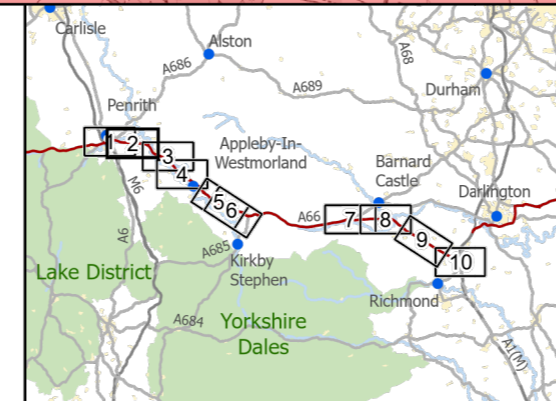 Carlisle
Alston
A686
A689
A68
Durham
Penrith
1
2
3
4
5
6
Appleby-In-
Westmorland
Barnard
Castle
Darlington
A66
7
8
9
10
M6
A6
A685
Kirkby
Stephen
Lake District
Richmond
A684
Yorkshire
Dales
A1(M)